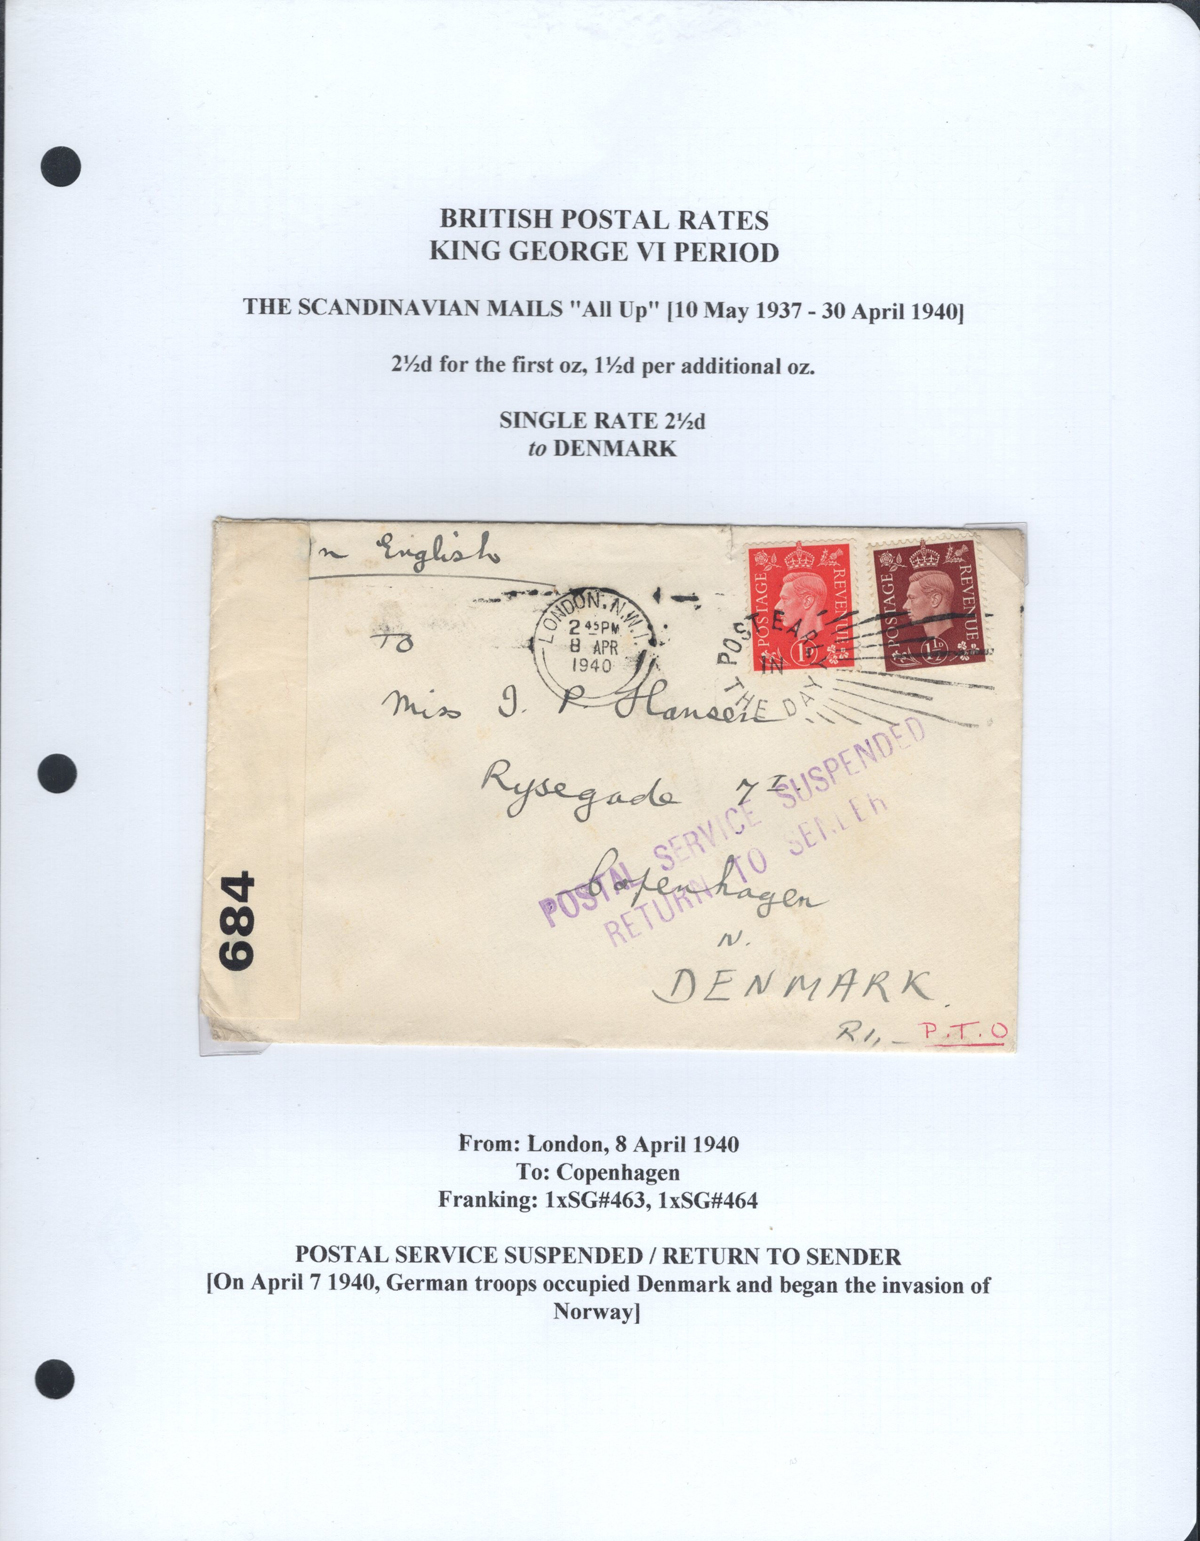 BRITISH POSTAL RATES
KING GEORGE VI PERIOD
THE SCANDINAVIAN MAILS "All Up" [10 May 1937 - 30 April 1940]
2½d for the first oz, 1½d per additional oz.
SINGLE RATE 2½d
to DENMARK
n English
LONDON. N.W.1.
2 45 PM
8 APR
1940
POSTAGE REVENUE
1D
POSTAGE REVENUE
1½D
POST EARLY
IN
THE DAY
To
Miss I. P. Hansen
Rysegade 7 I.
Copenhagen
N.
DENMARK.
POSTAL SERVICE SUSPENDED
RETURN TO SENDER
684
P.T.O
From: London, 8 April 1940
To: Copenhagen
Franking: 1xSG#463, 1xSG#464
POSTAL SERVICE SUSPENDED / RETURN TO SENDER
[On April 7 1940, German troops occupied Denmark and began the invasion of
Norway]